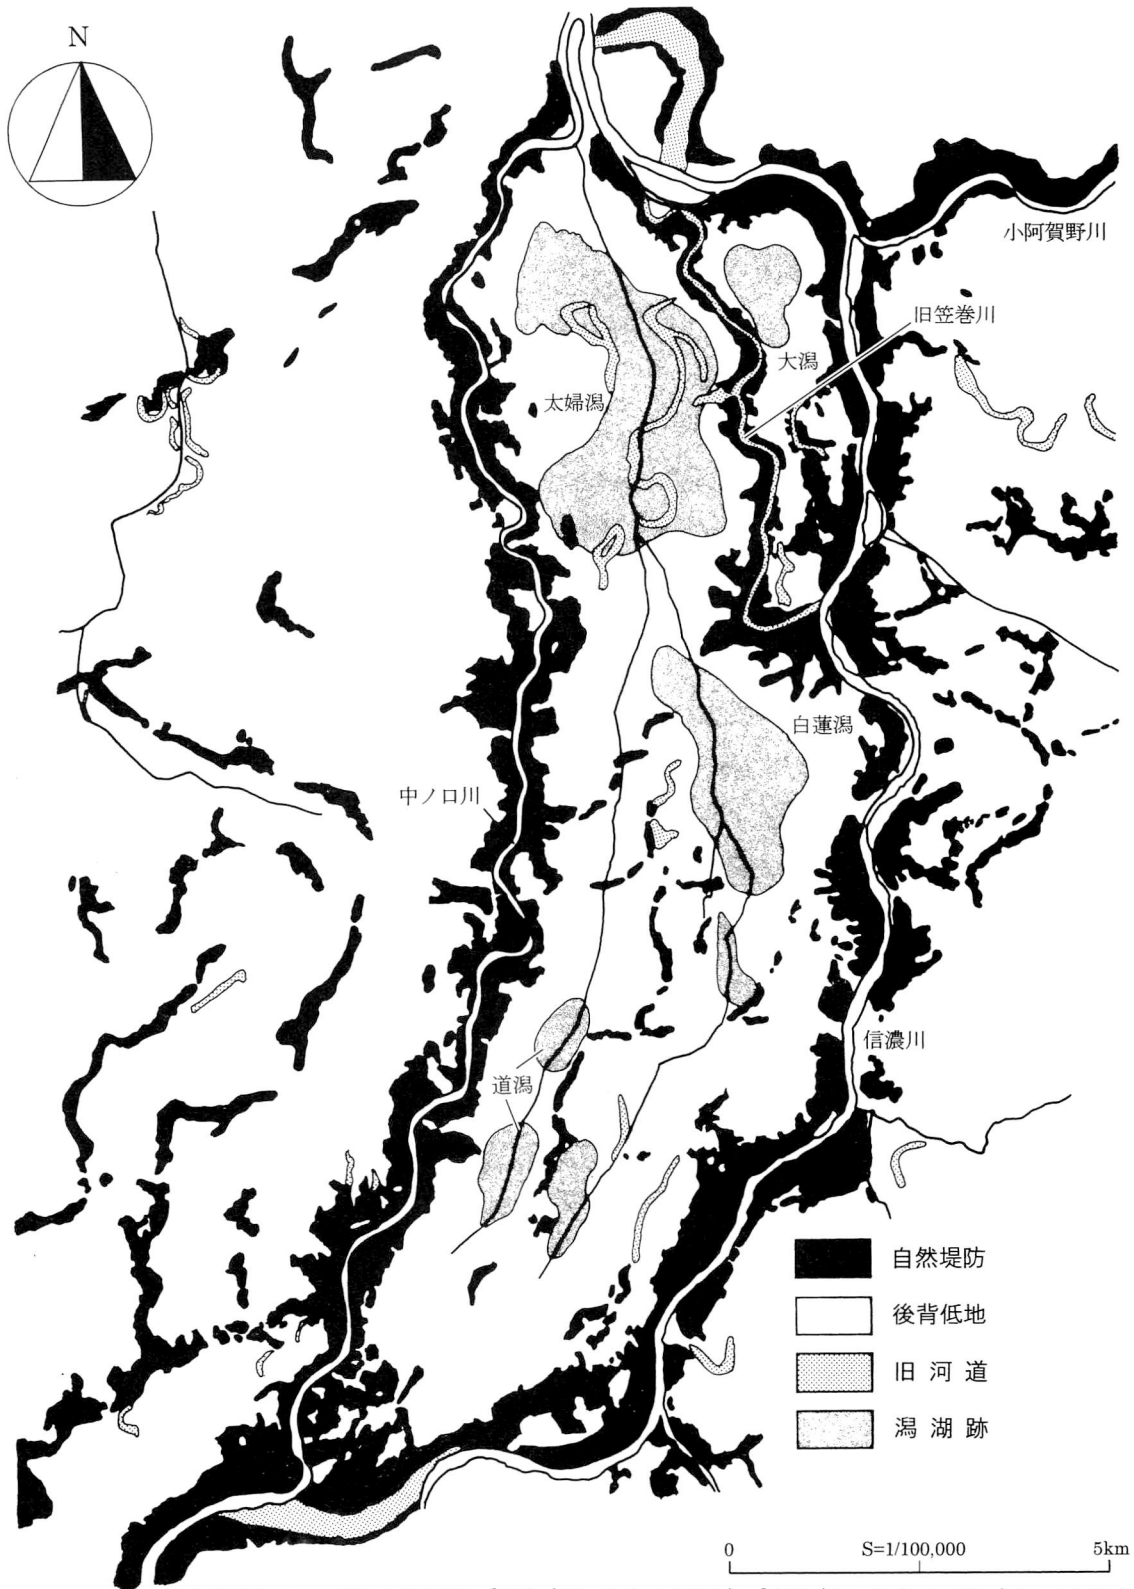 N
小阿賀野川
旧笠巻川
大潟
太婦潟
白蓮潟
中ノ口川
信濃川
道潟
自然堤防
後背低地
旧河道
潟湖跡
0 S=1/100,000 5km